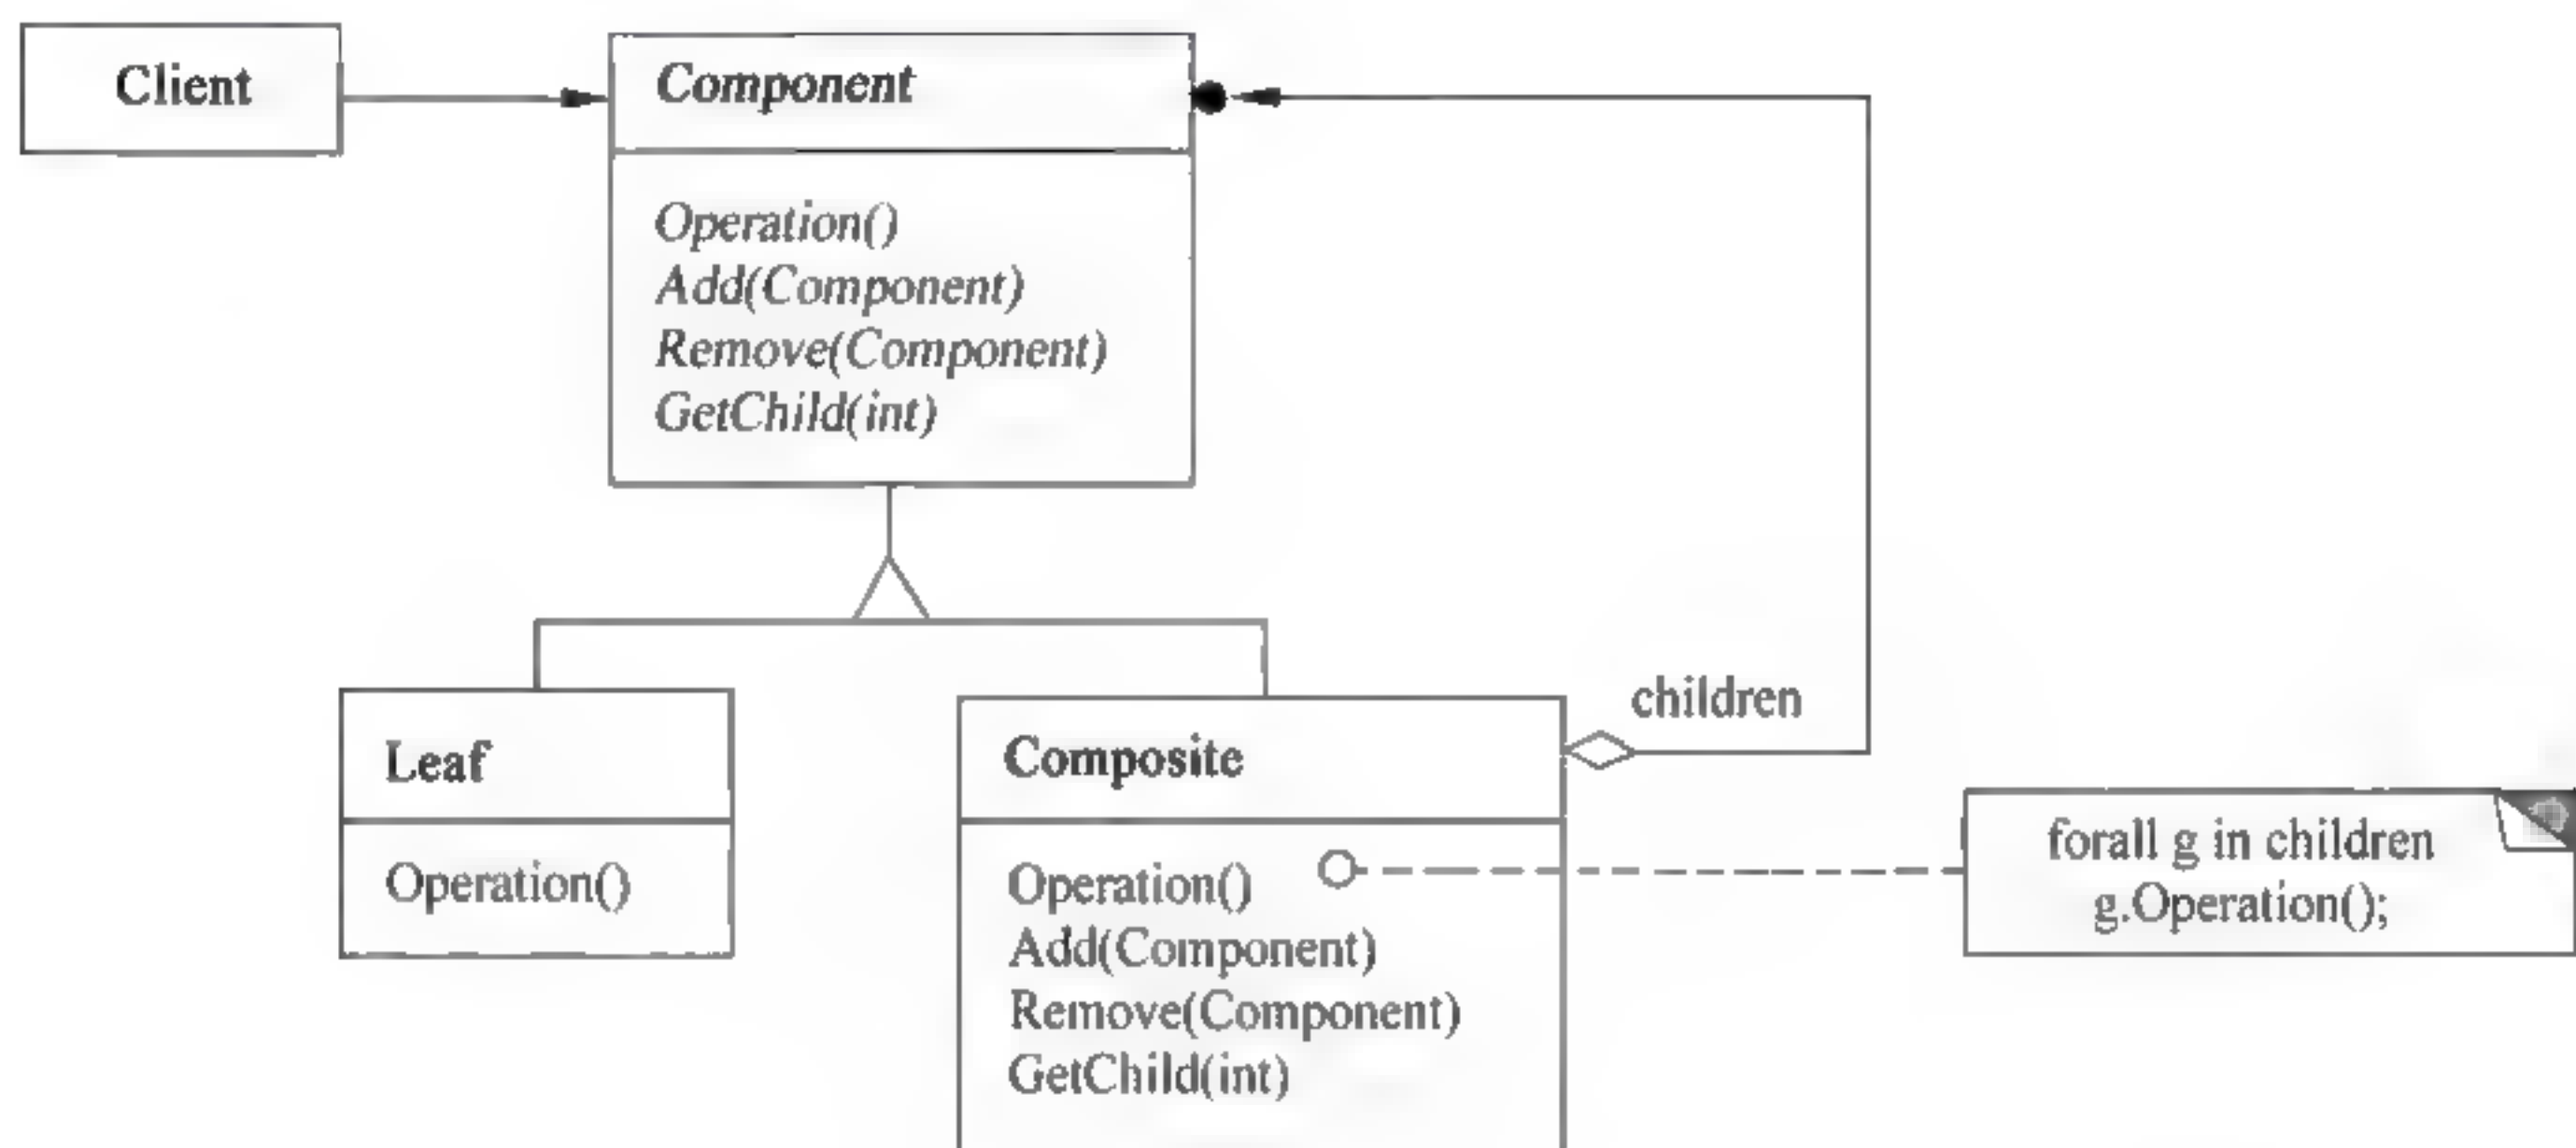 Client
Component
Operation()
Add(Component)
Remove(Component)
GetChild(int)
children
Leaf
Operation()
Composite
Operation()
Add(Component)
Remove(Component)
GetChild(int)
forall g in children
g.Operation();